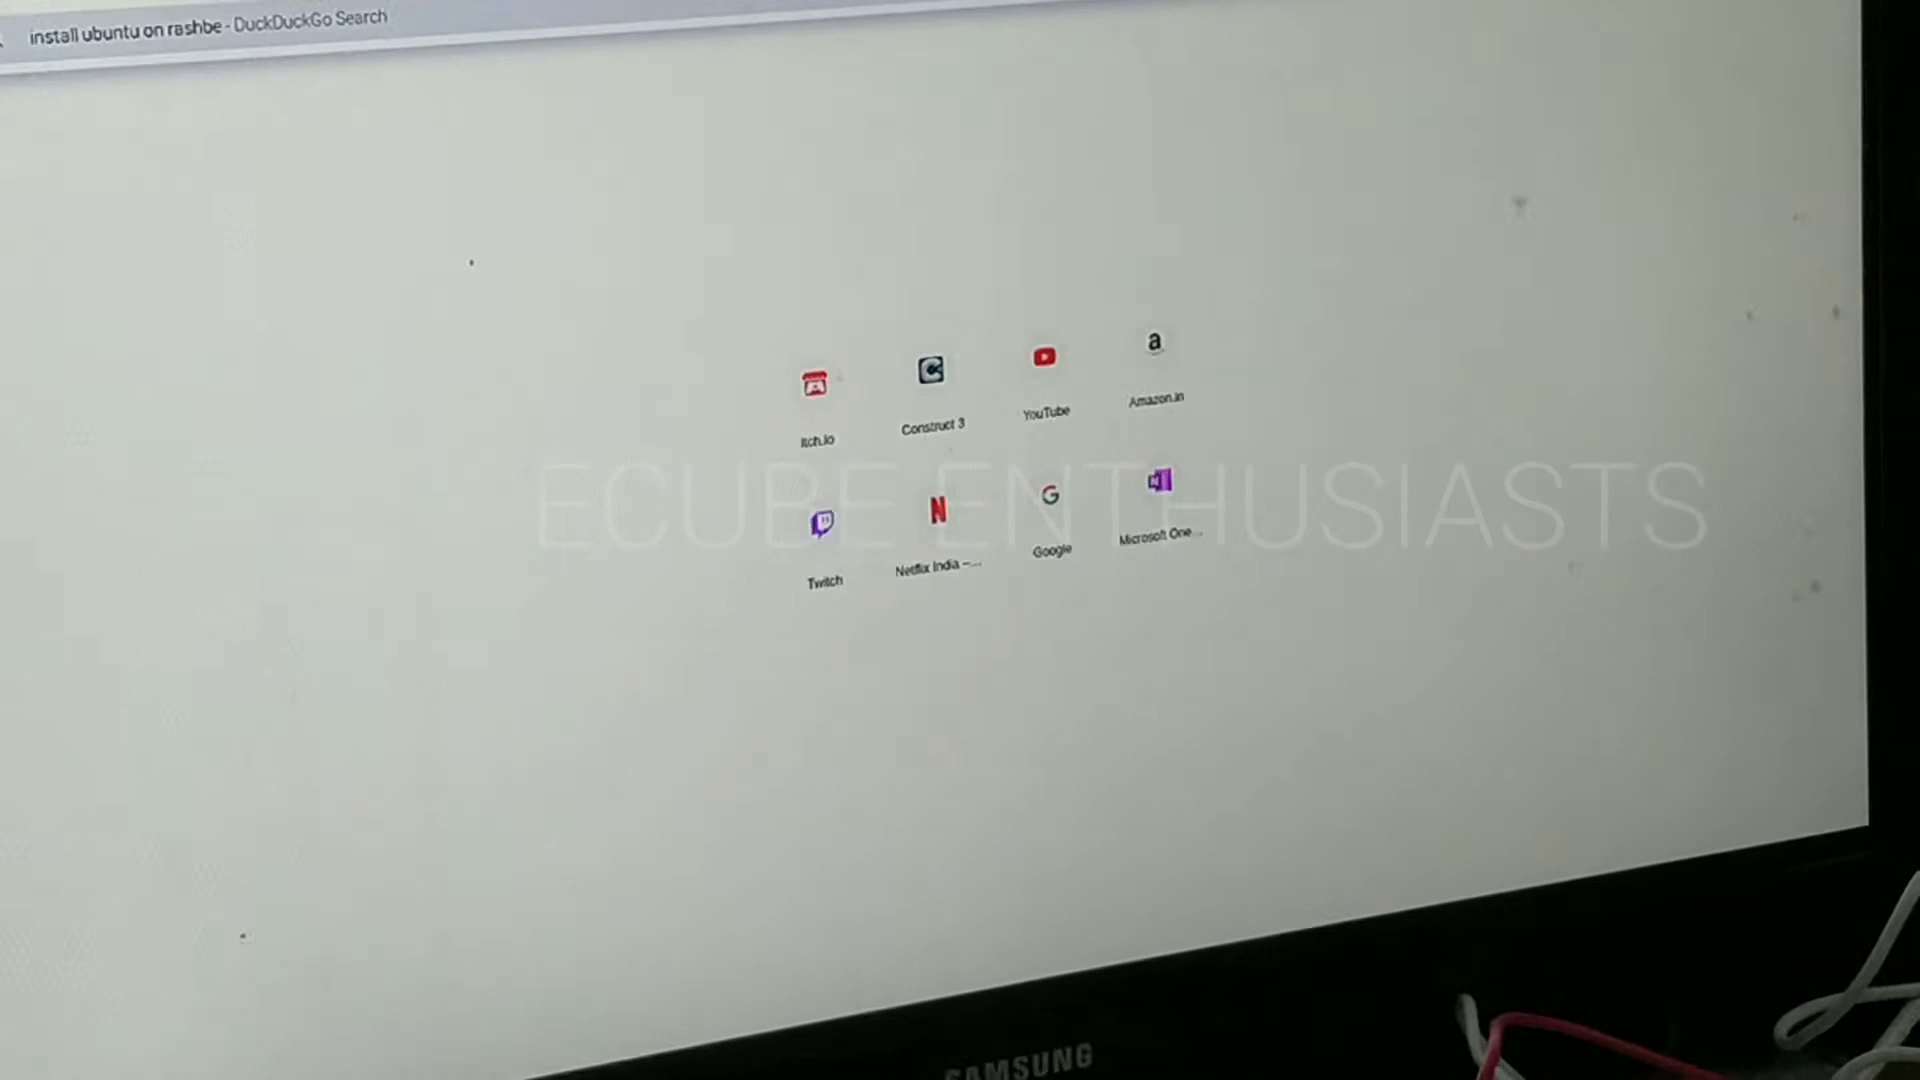 install ubuntu on rashbe - DuckDuckGo Search
Itch.io
Construct 3
YouTube
Amazon.in
ECUBE ENTHUSIASTS
Twitch
Netflix India –...
Google
Microsoft One...
SAMSUNG